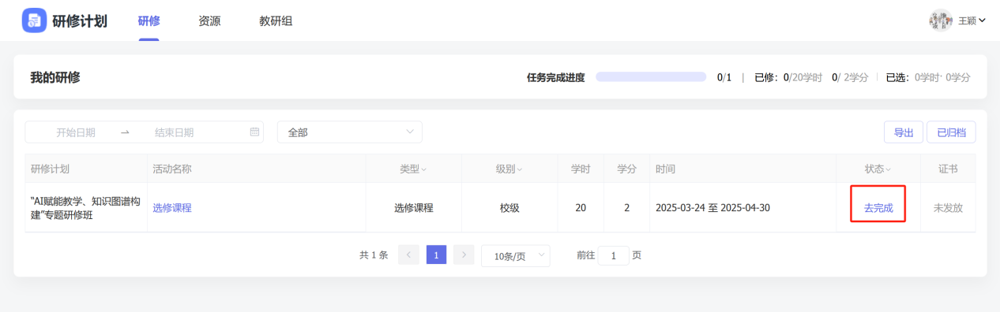 研修计划 研修 资源 教研组 王颖
我的研修 任务完成进度 0/1 | 已修：0/20学时 0/ 2学分 | 已选：0学时· 0学分
开始日期 → 结束日期 全部 导出 已归档
研修计划 活动名称 类型 级别 学时 学分 时间 状态 证书
“AI赋能教学、知识图谱构
建”专题研修班 选修课程 选修课程 校级 20 2 2025-03-24 至 2025-04-30 去完成 未发放
共 1 条 < 1 > 10条/页 前往 1 页